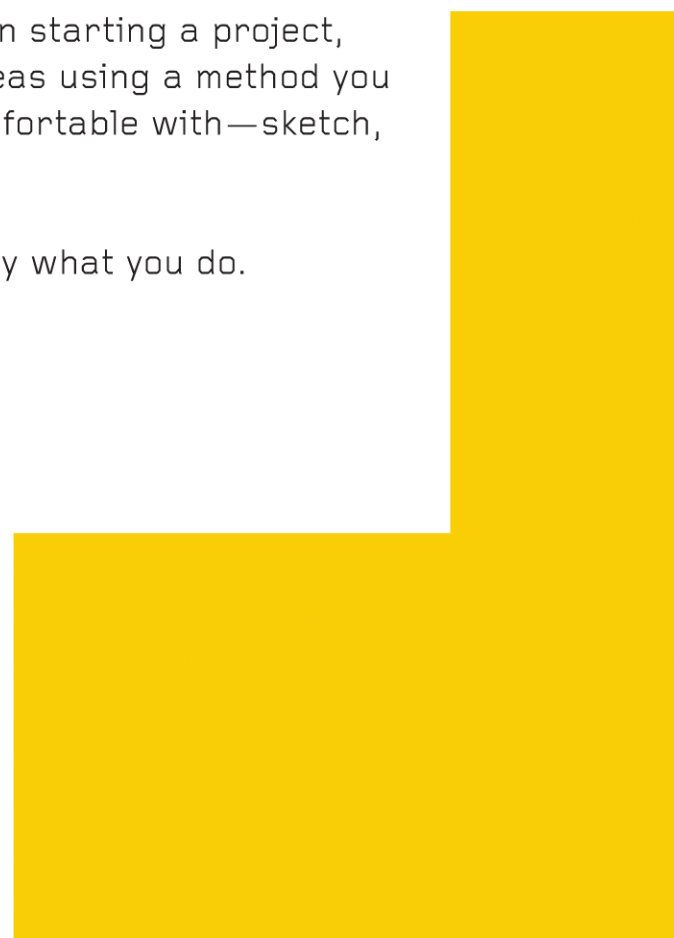 n starting a project,
eas using a method you
fortable with—sketch,
y what you do.